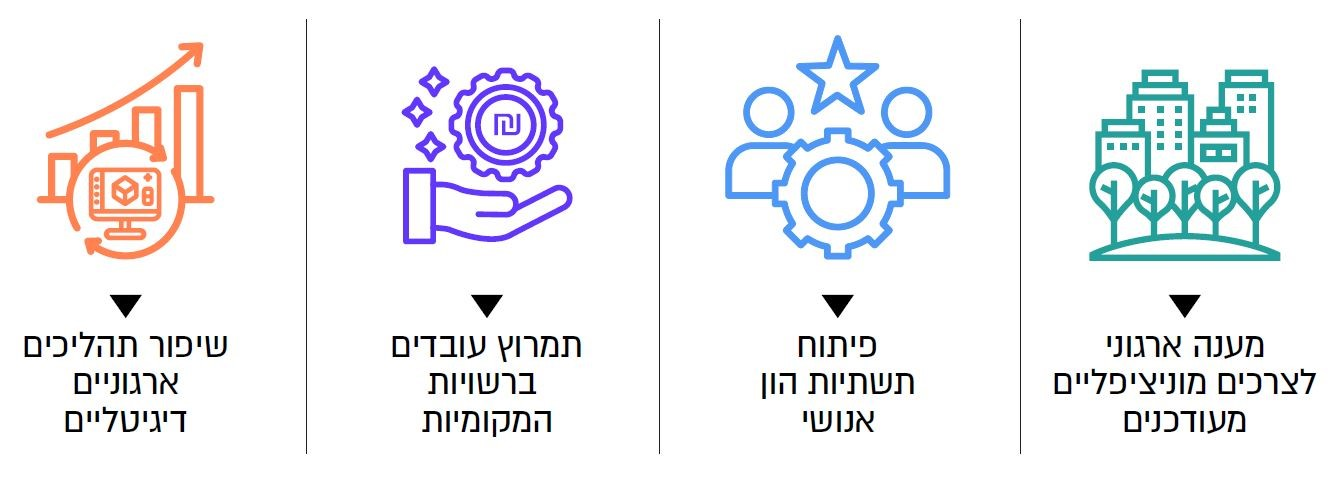 מענה ארגוני
לצרכים מוניציפליים
מעודכנים
פיתוח
תשתיות הון
אנושי
תמרוץ עובדים
ברשויות
המקומיות
שיפור תהליכים
ארגוניים
דיגיטליים
₪